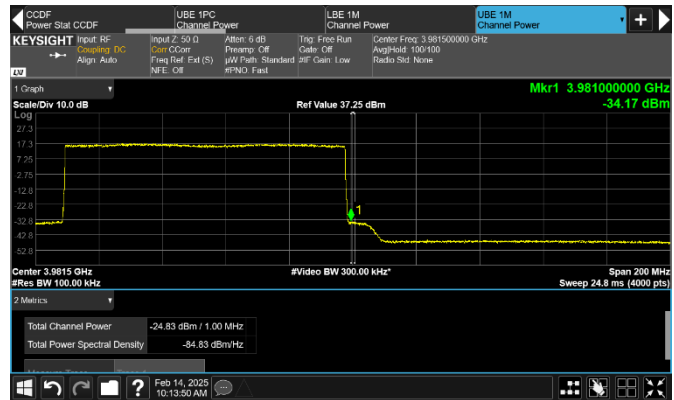 CCDF
Power Stat CCDF
UBE 1PC
Channel Power
LBE 1M
Channel Power
UBE 1M
Channel Power
KEYSIGHT
Input: RF
Coupling: DC
Align: Auto
Input Z: 50 Ω
Corr CCorr
Freq Ref: Ext (S)
NFE: Off
Atten: 6 dB
Preamp: Off
µW Path: Standard
#PNO: Fast
Trig: Free Run
Gate: Off
#IF Gain: Low
Center Freq: 3.981500000 GHz
Avg|Hold: 100/100
Radio Std: None
LXI
1 Graph
Mkr1 3.981000000 GHz
Scale/Div 10.0 dB
Ref Value 37.25 dBm
-34.17 dBm
Log
27.3
17.3
7.25
-2.75
-12.8
-22.8
-32.8
-42.8
-52.8
1
Center 3.9815 GHz
#Video BW 300.00 kHz*
Span 200 MHz
#Res BW 100.00 kHz
Sweep 24.8 ms (4000 pts)
2 Metrics
Total Channel Power -24.83 dBm / 1.00 MHz
Total Power Spectral Density -84.83 dBm/Hz
Feb 14, 2025
10:13:50 AM